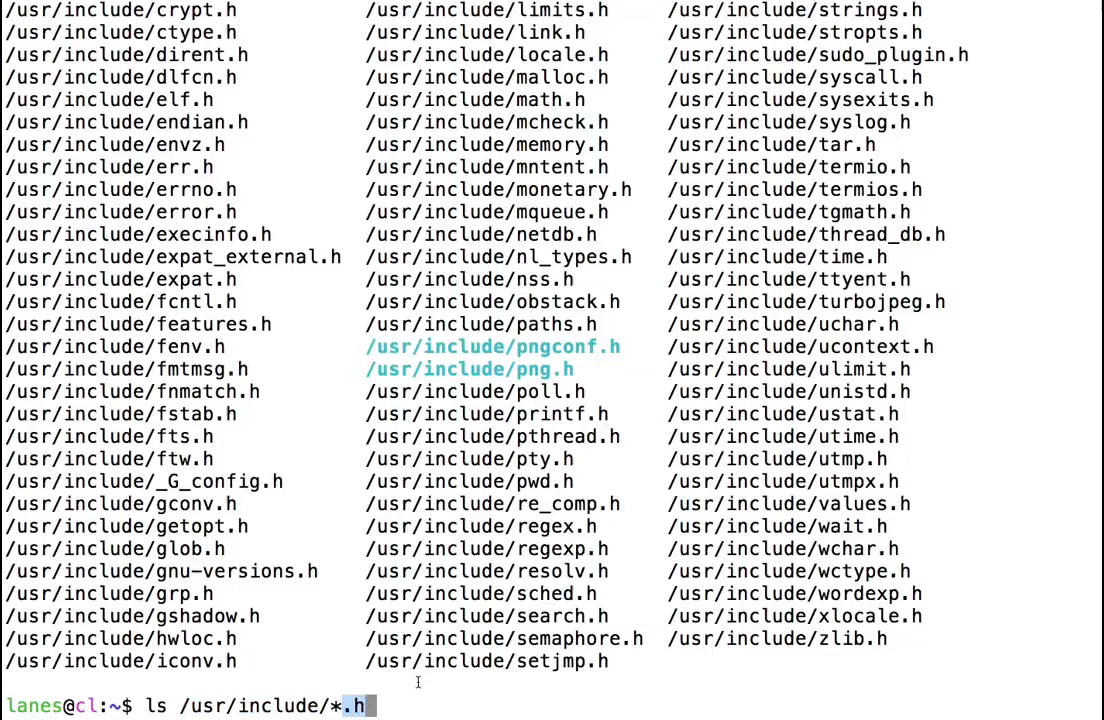 /usr/include/crypt.h /usr/include/limits.h /usr/include/strings.h
/usr/include/ctype.h /usr/include/link.h /usr/include/stropts.h
/usr/include/dirent.h /usr/include/locale.h /usr/include/sudo_plugin.h
/usr/include/dlfcn.h /usr/include/malloc.h /usr/include/syscall.h
/usr/include/elf.h /usr/include/math.h /usr/include/sysexits.h
/usr/include/endian.h /usr/include/mcheck.h /usr/include/syslog.h
/usr/include/envz.h /usr/include/memory.h /usr/include/tar.h
/usr/include/err.h /usr/include/mntent.h /usr/include/termio.h
/usr/include/errno.h /usr/include/monetary.h /usr/include/termios.h
/usr/include/error.h /usr/include/mqueue.h /usr/include/tgmath.h
/usr/include/execinfo.h /usr/include/netdb.h /usr/include/thread_db.h
/usr/include/expat_external.h /usr/include/nl_types.h /usr/include/time.h
/usr/include/expat.h /usr/include/nss.h /usr/include/ttyent.h
/usr/include/fcntl.h /usr/include/obstack.h /usr/include/turbojpeg.h
/usr/include/features.h /usr/include/paths.h /usr/include/uchar.h
/usr/include/fenv.h /usr/include/pngconf.h /usr/include/ucontext.h
/usr/include/fmtmsg.h /usr/include/png.h /usr/include/ulimit.h
/usr/include/fnmatch.h /usr/include/poll.h /usr/include/unistd.h
/usr/include/fstab.h /usr/include/printf.h /usr/include/ustat.h
/usr/include/fts.h /usr/include/pthread.h /usr/include/utime.h
/usr/include/ftw.h /usr/include/pty.h /usr/include/utmp.h
/usr/include/_G_config.h /usr/include/pwd.h /usr/include/utmpx.h
/usr/include/gconv.h /usr/include/re_comp.h /usr/include/values.h
/usr/include/getopt.h /usr/include/regex.h /usr/include/wait.h
/usr/include/glob.h /usr/include/regexp.h /usr/include/wchar.h
/usr/include/gnu-versions.h /usr/include/resolv.h /usr/include/wctype.h
/usr/include/grp.h /usr/include/sched.h /usr/include/wordexp.h
/usr/include/gshadow.h /usr/include/search.h /usr/include/xlocale.h
/usr/include/hwloc.h /usr/include/semaphore.h /usr/include/zlib.h
/usr/include/iconv.h /usr/include/setjmp.h
lanes@cl:~$ ls /usr/include/*.h